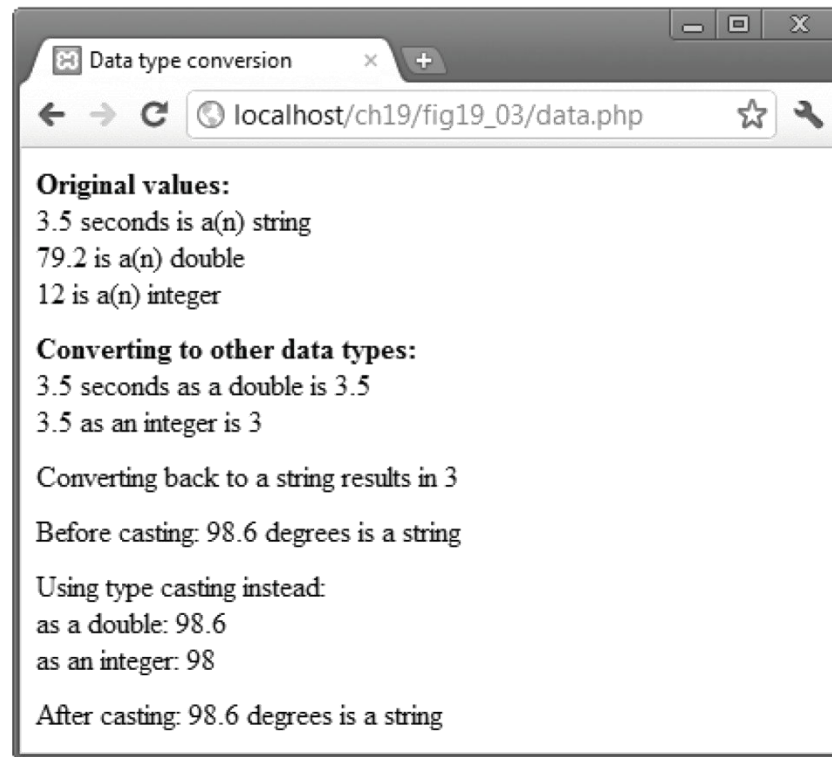 Data type conversion
localhost/ch19/fig19_03/data.php
Original values:
3.5 seconds is a(n) string
79.2 is a(n) double
12 is a(n) integer
Converting to other data types:
3.5 seconds as a double is 3.5
3.5 as an integer is 3
Converting back to a string results in 3
Before casting: 98.6 degrees is a string
Using type casting instead:
as a double: 98.6
as an integer: 98
After casting: 98.6 degrees is a string